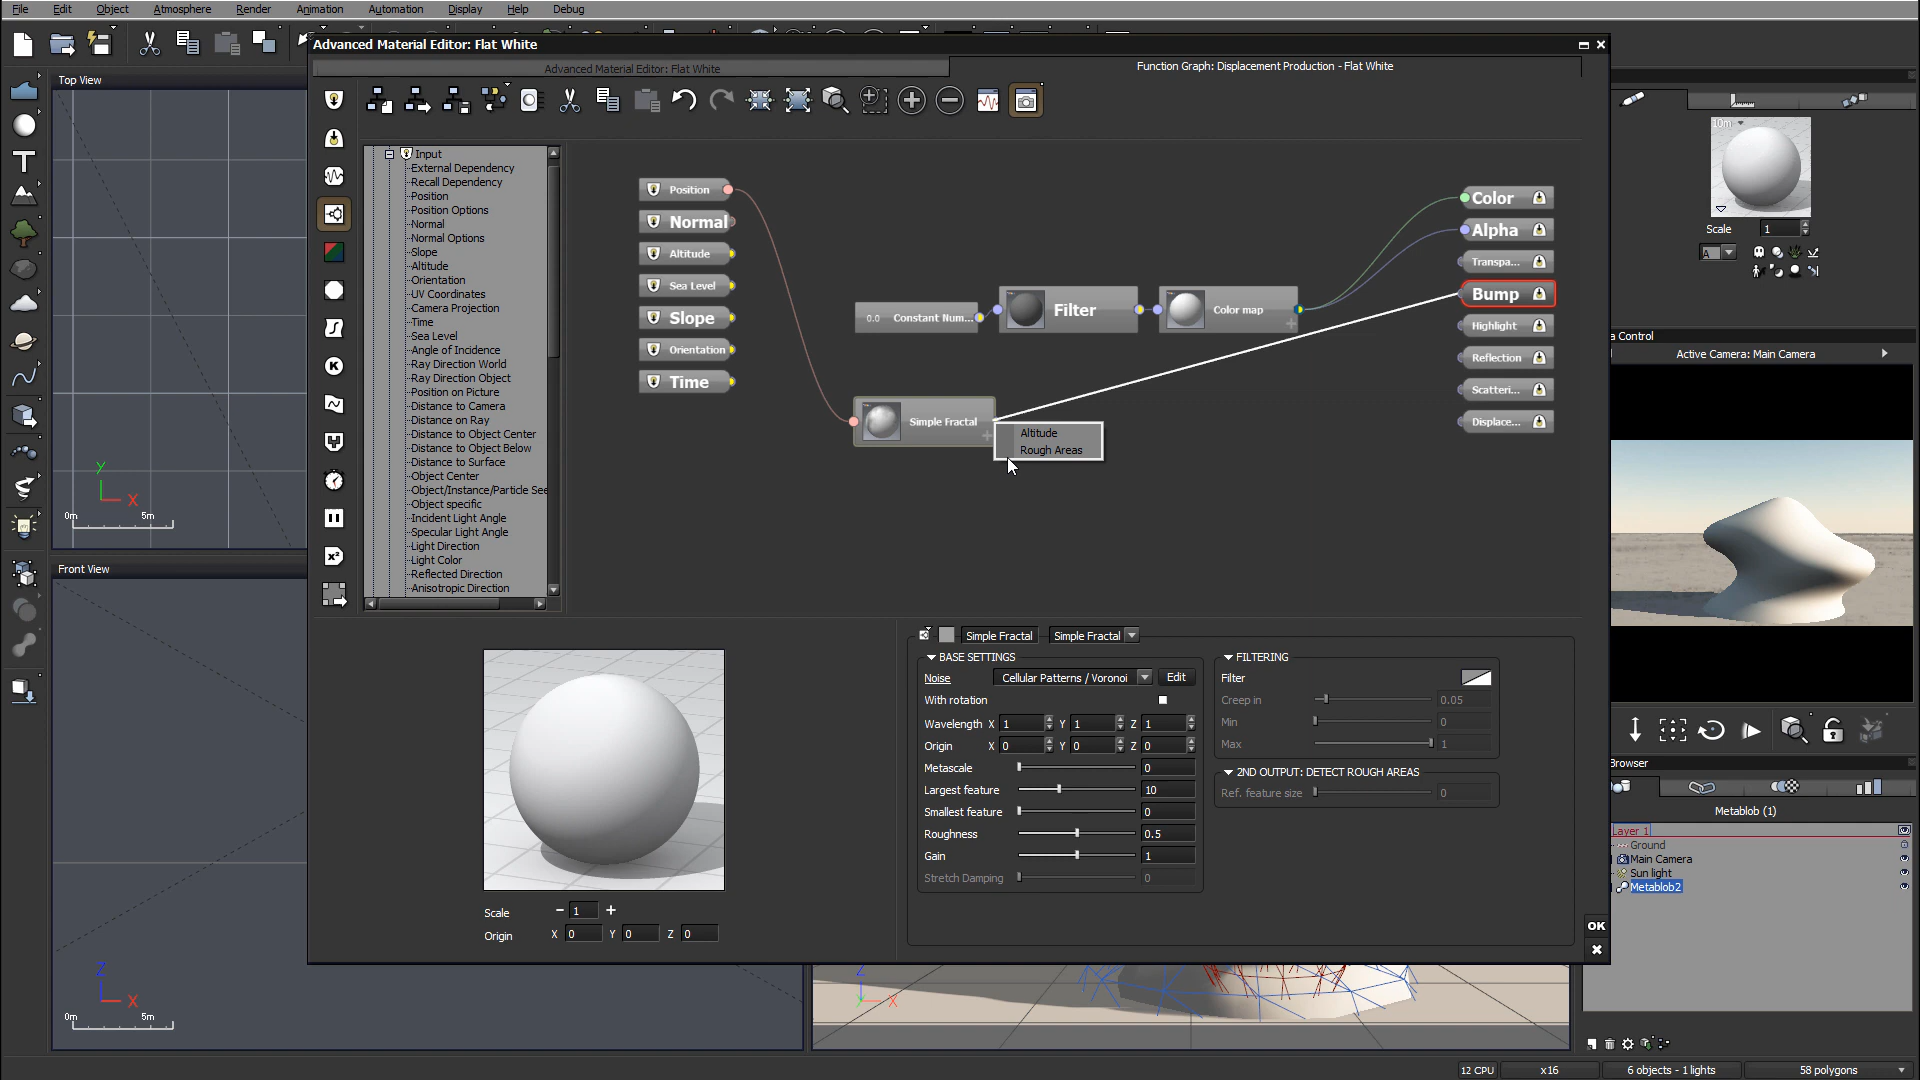 File Edit Object Atmosphere Render Animation Automation Display Help Debug
Advanced Material Editor: Flat White
Advanced Material Editor: Flat White
Function Graph: Displacement Production - Flat White
Top View
Y
X
0m 5m
Front View
Z
X
0m 5m
Input
External Dependency
Recall Dependency
Position
Position Options
Normal
Normal Options
Slope
Altitude
Orientation
UV Coordinates
Camera Projection
Time
Sea Level
Angle of Incidence
Ray Direction World
Ray Direction Object
Position on Picture
Distance to Camera
Distance on Ray
Distance to Object Center
Distance to Object Below
Distance to Surface
Object Center
Object/Instance/Particle See
Object specific
Incident Light Angle
Specular Light Angle
Light Direction
Light Color
Reflected Direction
Anisotropic Direction
Position
Normal
Altitude
Sea Level
Slope
Orientation
Time
0.0 Constant Num...
Filter
Color map
Simple Fractal
Altitude
Rough Areas
Color
Alpha
Transpa...
Bump
Highlight
Reflection
Scatteri...
Displace...
Scale 1
Origin X 0 Y 0 Z 0
Simple Fractal Simple Fractal
BASE SETTINGS
Noise Cellular Patterns / Voronoi Edit
With rotation
Wavelength X 1 Y 1 Z 1
Origin X 0 Y 0 Z 0
Metascale 0
Largest feature 10
Smallest feature 0
Roughness 0.5
Gain 1
Stretch Damping 0
FILTERING
Filter
Creep in 0.05
Min 0
Max 1
2ND OUTPUT: DETECT ROUGH AREAS
Ref. feature size 0
OK
Z
X
10m
Scale 1
A
a Control
Active Camera: Main Camera
Browser
Metablob (1)
Layer 1
Ground
Main Camera
Sun light
Metablob2
12 CPU x16 6 objects - 1 lights 58 polygons